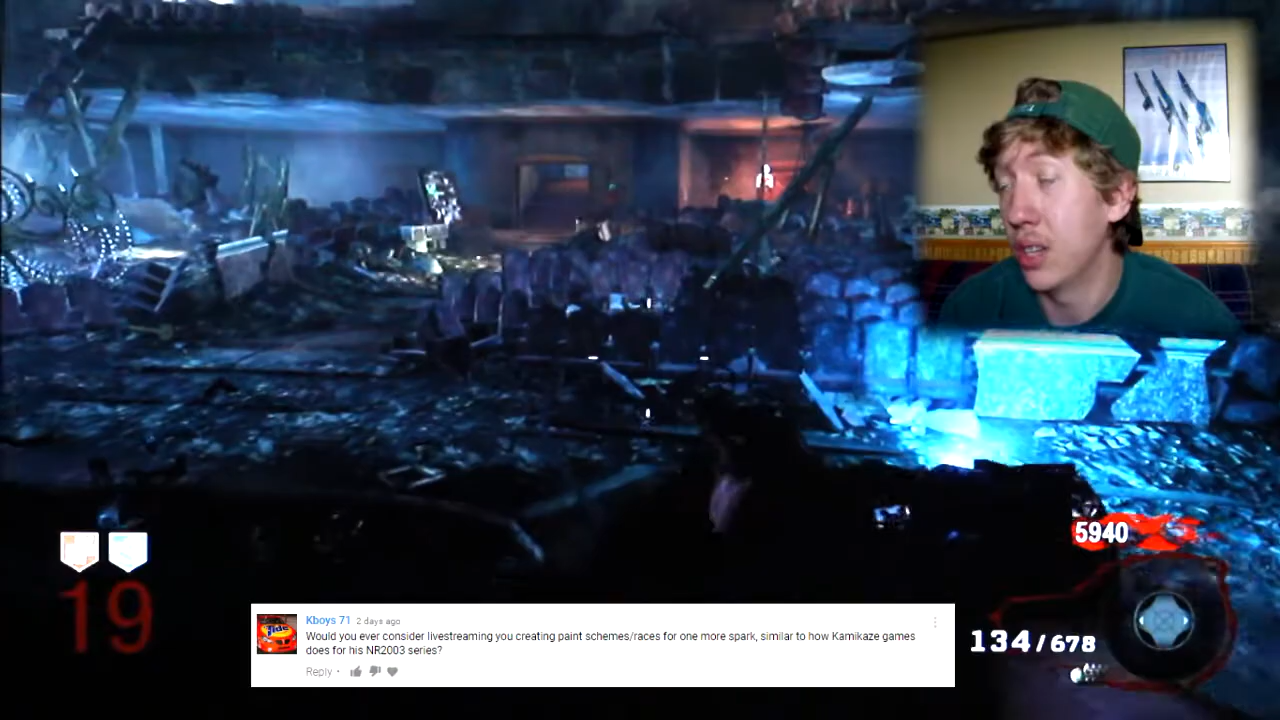 5940
19
134/678
Tide
Kboys 71 2 days ago
Would you ever consider livestreaming you creating paint schemes/races for one more spark, similar to how Kamikaze games
does for his NR2003 series?
Reply